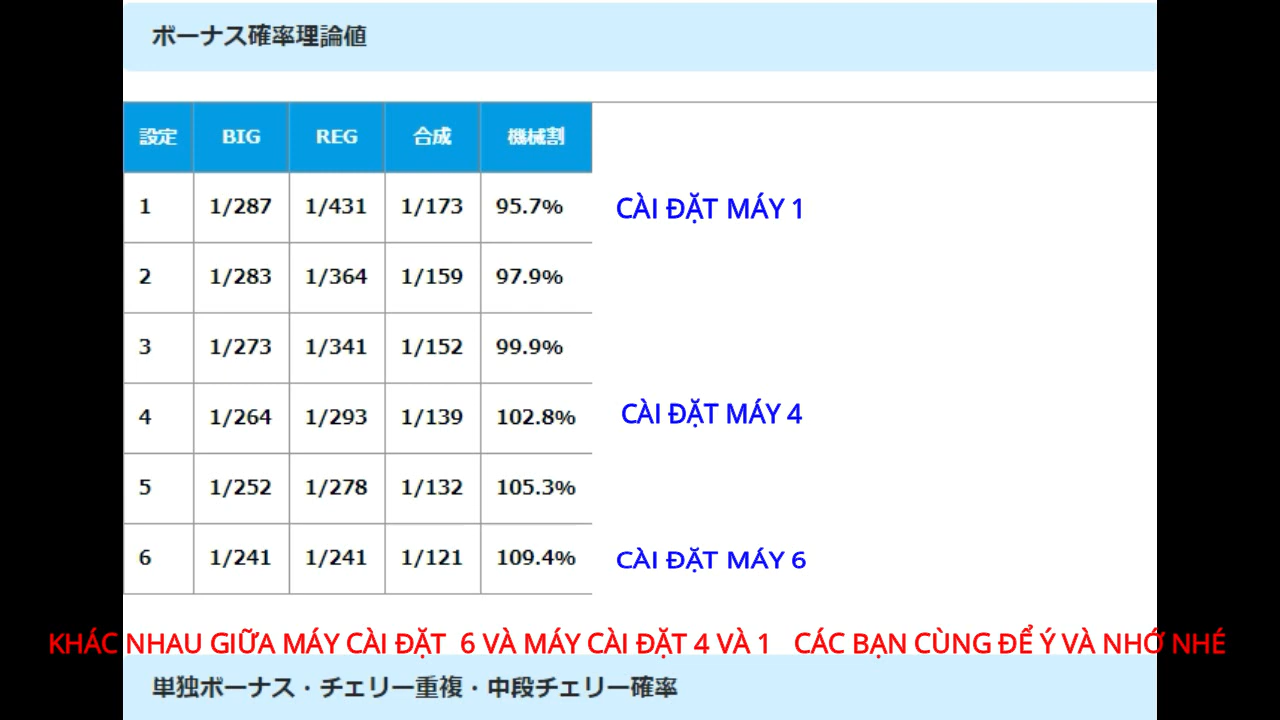 ボーナス確率理論値
設定 BIG REG 合成 機械割
1 1/287 1/431 1/173 95.7% CÀI ĐẶT MÁY 1
2 1/283 1/364 1/159 97.9%
3 1/273 1/341 1/152 99.9%
4 1/264 1/293 1/139 102.8% CÀI ĐẶT MÁY 4
5 1/252 1/278 1/132 105.3%
6 1/241 1/241 1/121 109.4% CÀI ĐẶT MÁY 6
KHÁC NHAU GIỮA MÁY CÀI ĐẶT 6 VÀ MÁY CÀI ĐẶT 4 VÀ 1 CÁC BẠN CÙNG ĐỂ Ý VÀ NHỚ NHÉ
単独ボーナス・チェリー重複・中段チェリー確率